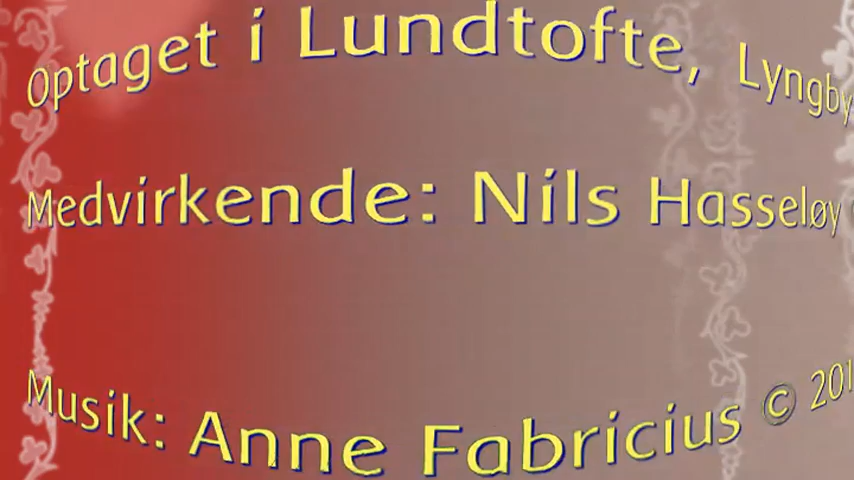 Optaget i Lundtofte, Lyngby
Medvirkende: Nils Hasseløy
Musik: Anne Fabricius ©